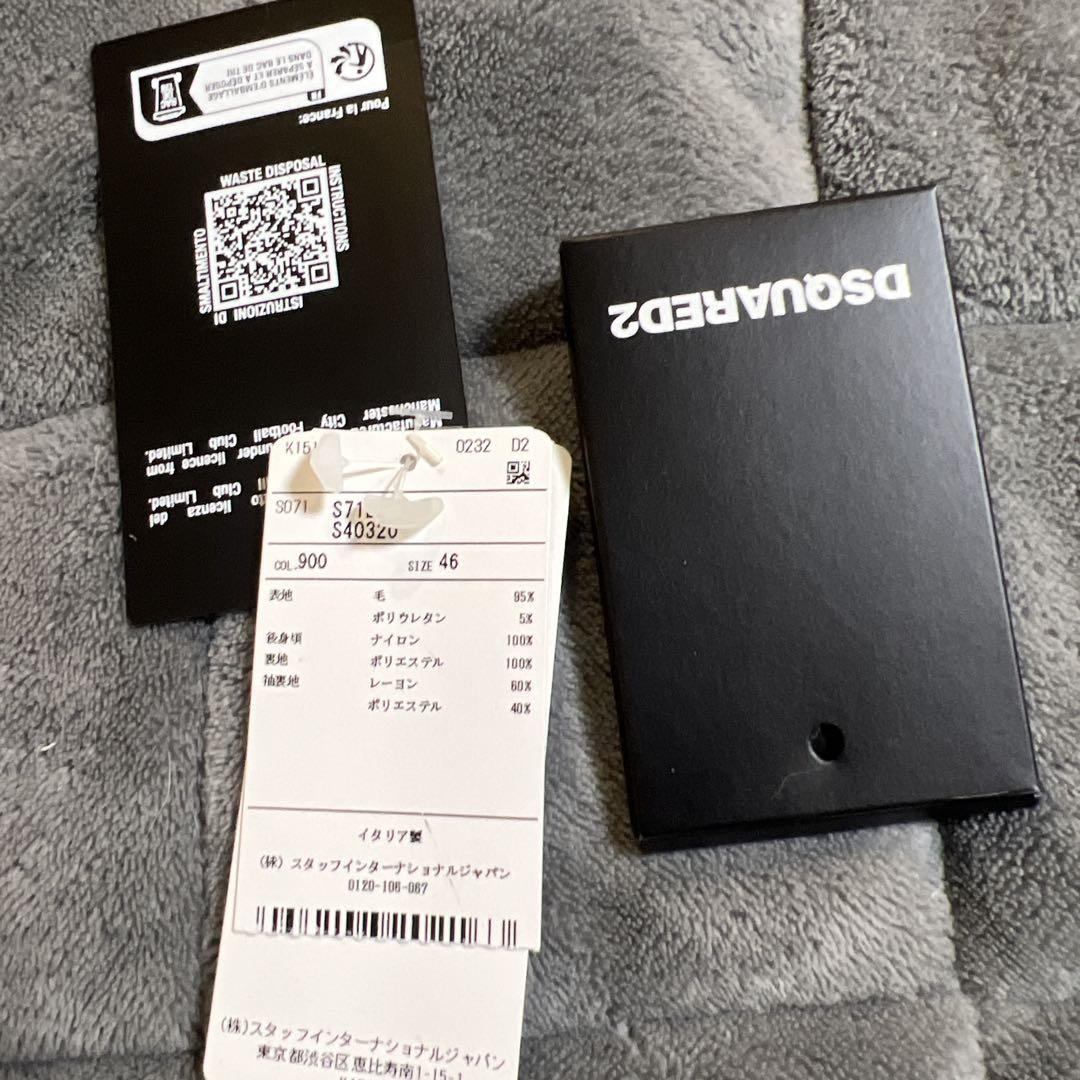 Pour la France:
FR
ÉLÉMENTS D'EMBALLAGE
À SÉPARER ET À DÉPOSER
DANS LE BAC DE TRI
WASTE DISPOSAL
INSTRUCTIONS
ISTRUZIONI DI
SMALTIMENTO
Manufactured under licence from
Manchester City Football Club Limited.
licenza del
Club Limited.
DSQUARED2
0232 D2
S071
COL.900 SIZE 46
表地 毛 95%
ポリウレタン 5%
後身頃 ナイロン 100%
裏地 ポリエステル 100%
袖裏地 レーヨン 60%
ポリエステル 40%
イタリア製
(株) スタッフインターナショナルジャパン
0120-106-067
(株)スタッフインターナショナルジャパン
東京都渋谷区恵比寿南1-15-1